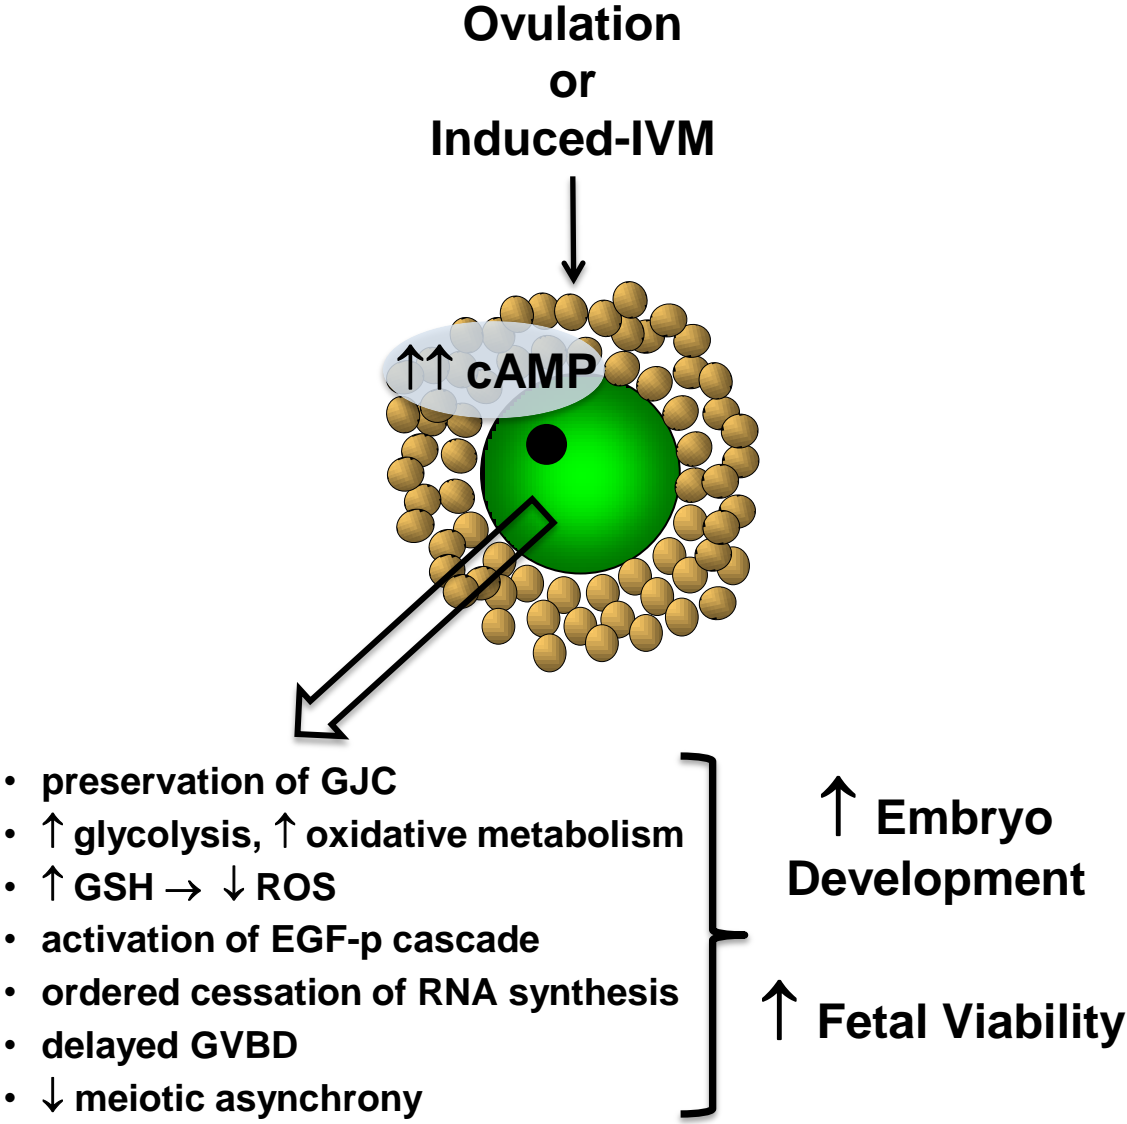 Ovulation
or
Induced-IVM
↑↑ cAMP
• preservation of GJC
• ↑ glycolysis, ↑ oxidative metabolism
• ↑ GSH → ↓ ROS
• activation of EGF-p cascade
• ordered cessation of RNA synthesis
• delayed GVBD
• ↓ meiotic asynchrony
↑ Embryo
Development
↑ Fetal Viability